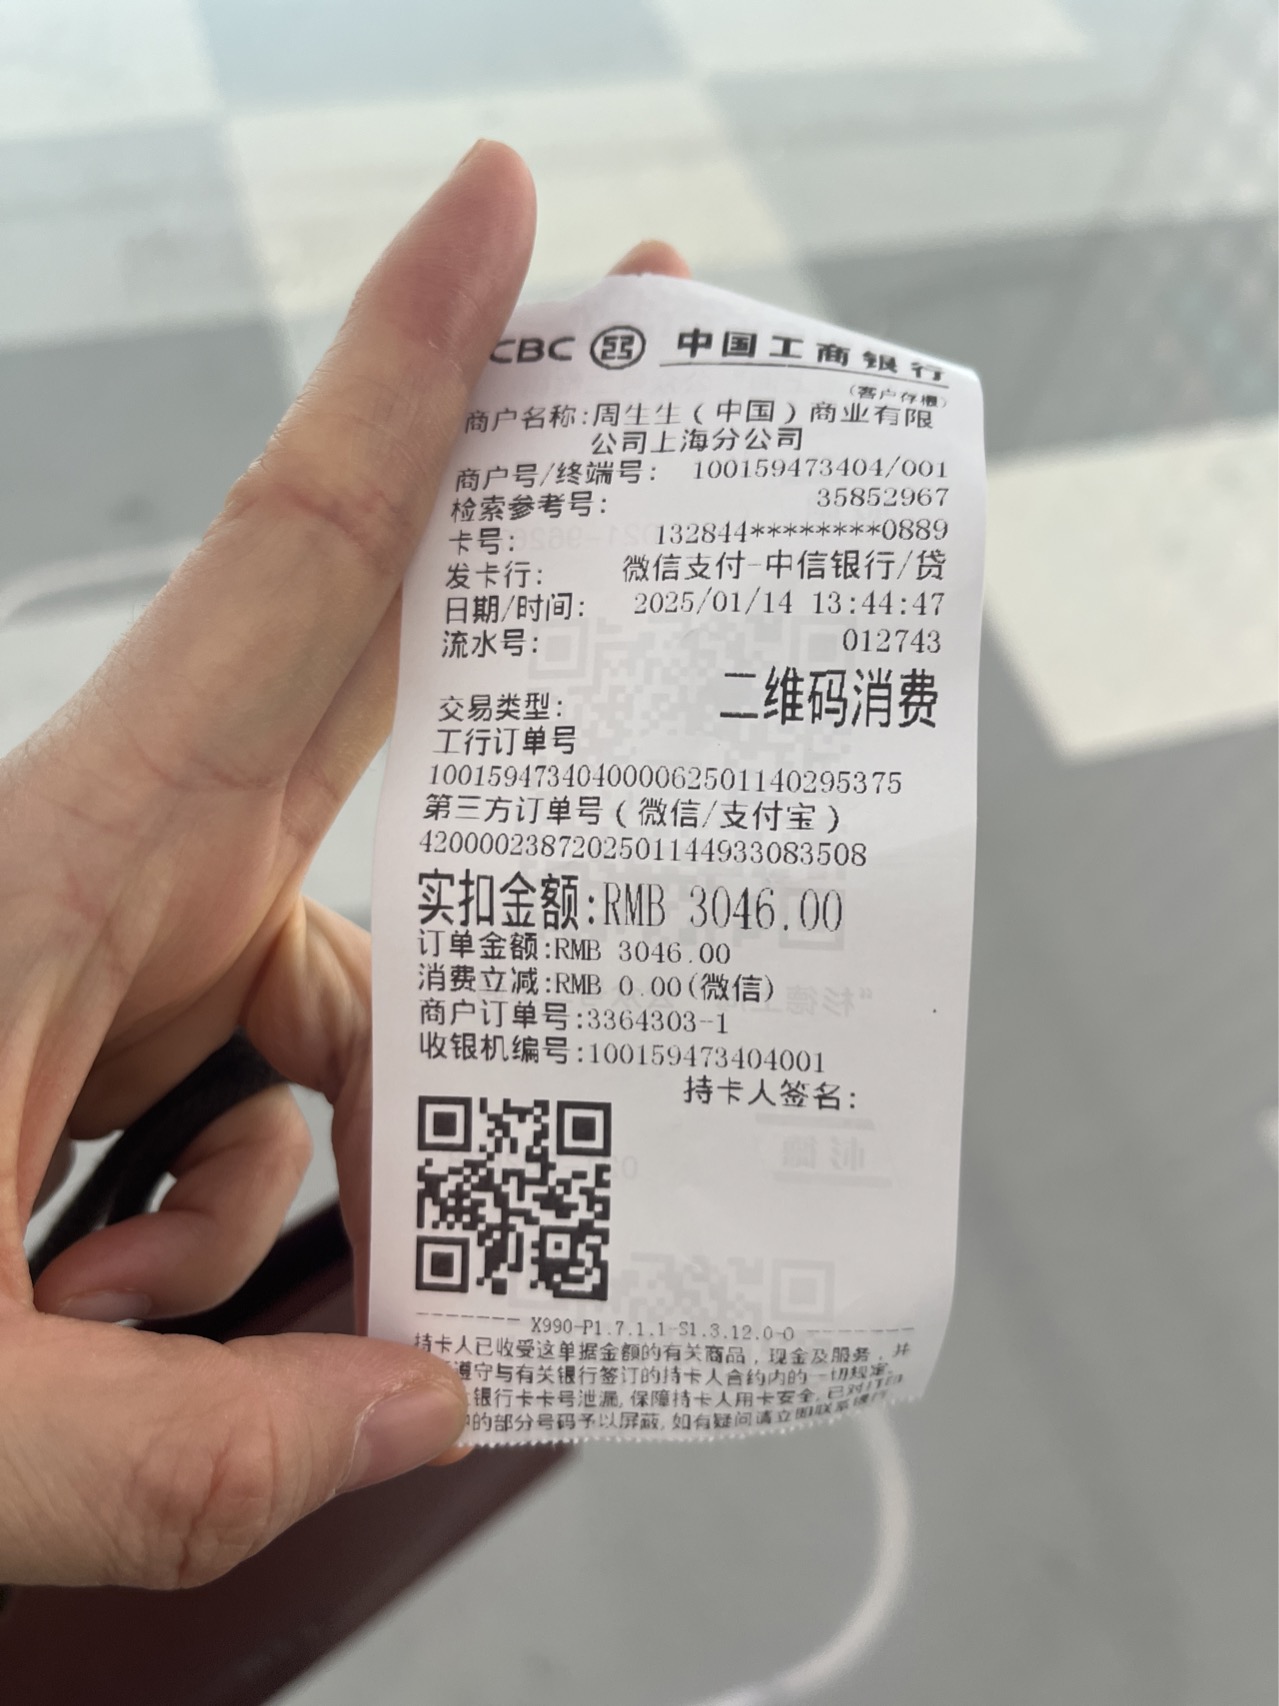 CBC 中国工商银行
(客户存根)
商户名称:周生生(中国)商业有限
公司上海分公司
商户号/终端号: 100159473404/001
检索参考号: 35852967
卡号: 132844********0889
发卡行: 微信支付-中信银行/贷
日期/时间: 2025/01/14 13:44:47
流水号: 012743
交易类型: 二维码消费
工行订单号
10015947340400006250114029​5375
第三方订单号(微信/支付宝)
4200002387202501144933083508
实扣金额:RMB 3046.00
订单金额:RMB 3046.00
消费立减:RMB 0.00(微信)
商户订单号:3364303-1
收银机编号:100159473404001
持卡人签名:
-------- X990-P1.7.1.1-S1.3.12.0-0 --------
持卡人已收受这单据金额的有关商品,现金及服务,并
遵守与有关银行签订的持卡人合约内的一切规定.
银行卡卡号泄漏,保障持卡人用卡安全,已对打印
的部分号码予以屏蔽,如有疑问请立即联系银行